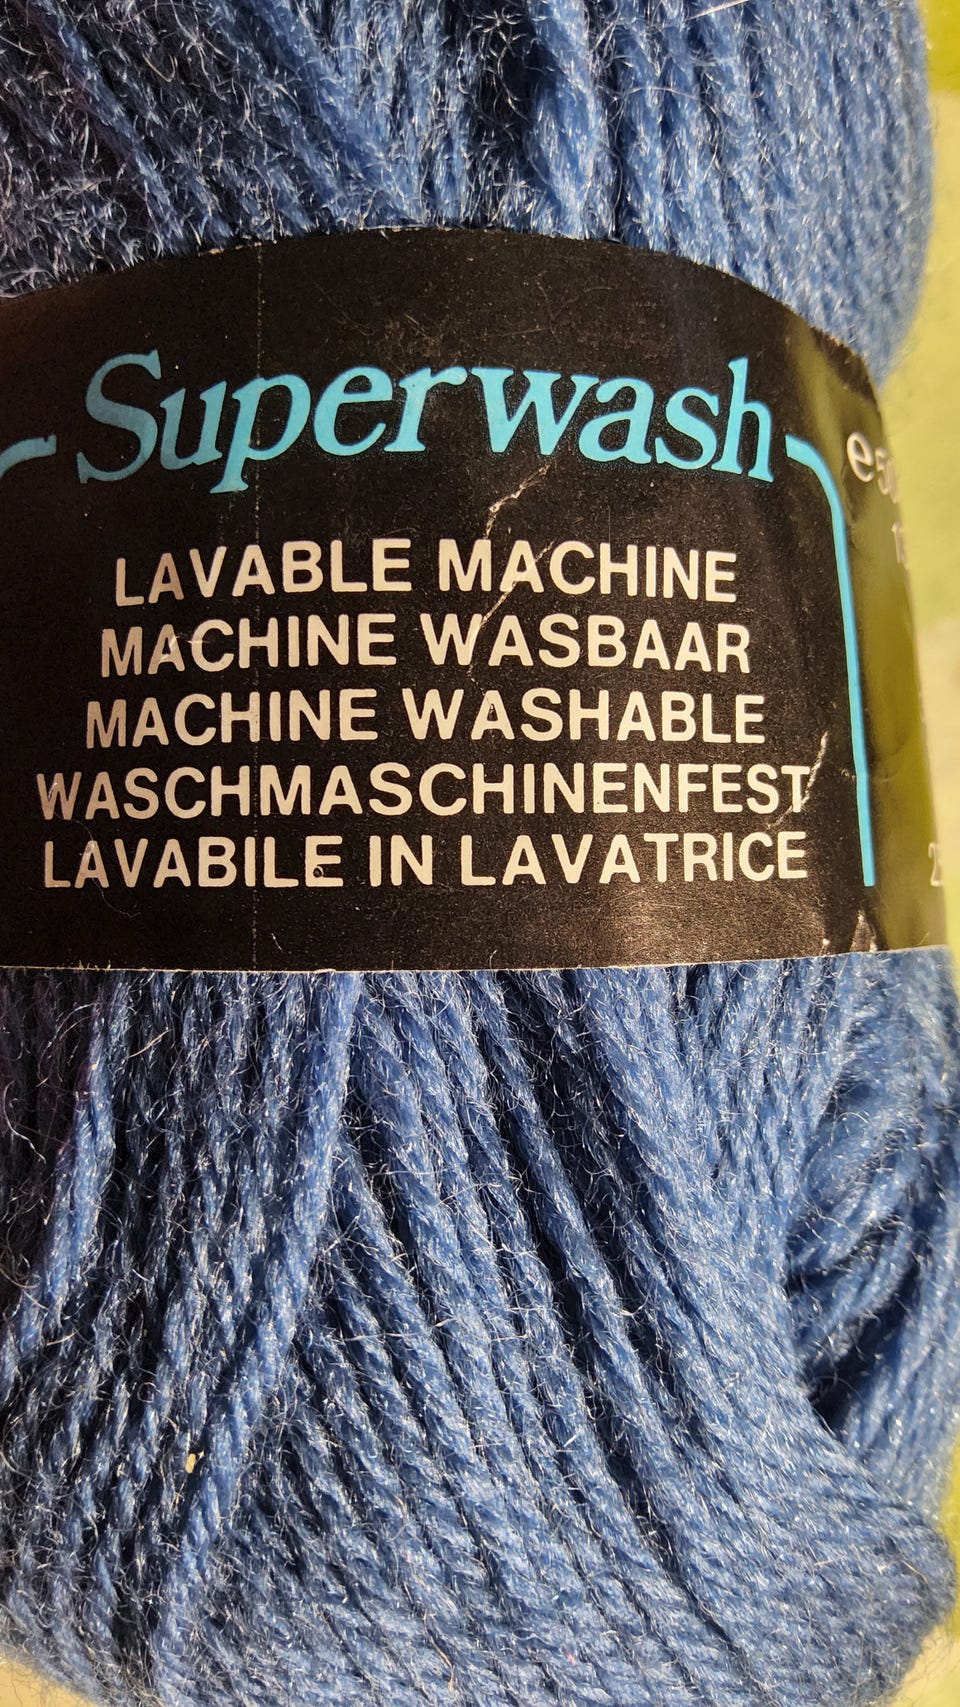 Superwash
LAVABLE MACHINE
MACHINE WASBAAR
MACHINE WASHABLE
WASCHMASCHINENFEST
LAVABILE IN LAVATRICE
e